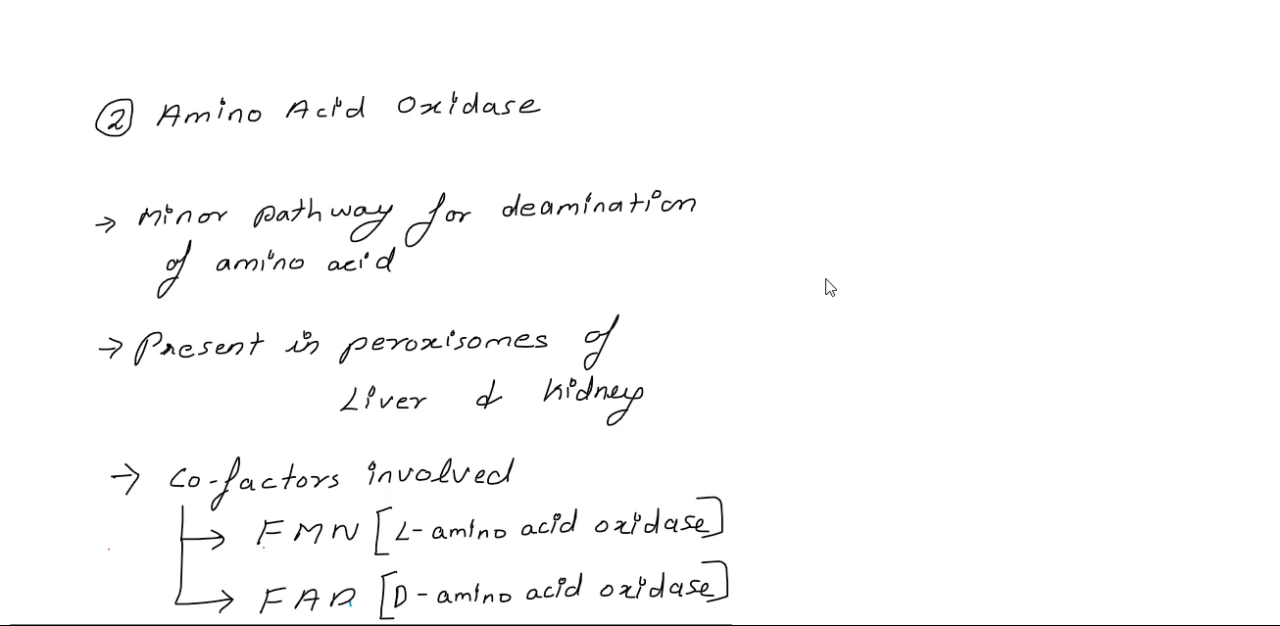 ② Amino Acid Oxidase
→ Minor pathway for deamination
of amino acid
→ Present in peroxisomes of
Liver & Kidney
→ Co-factors involved
→ FMN [L-amino acid oxidase]
→ FAD [D-amino acid oxidase]